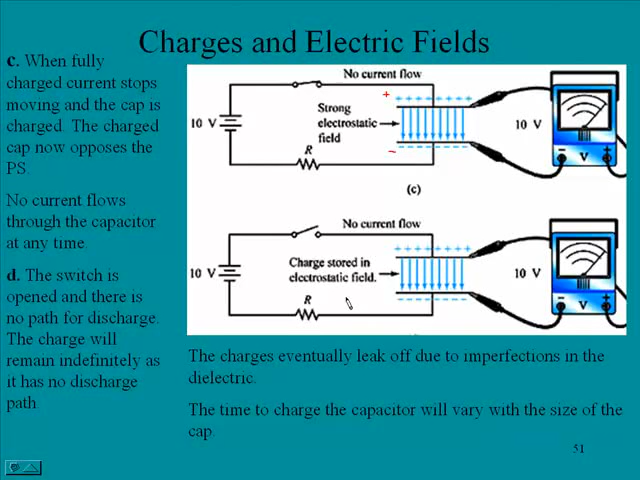 Charges and Electric Fields
c. When fully
charged current stops
moving and the cap is
charged. The charged
cap now opposes the
PS.
No current flows
through the capacitor
at any time.
d. The switch is
opened and there is
no path for discharge.
The charge will
remain indefinitely as
it has no discharge
path
No current flow
+
Strong
electrostatic
field
10 V
10 V
R
−
− V +
(c)
No current flow
Charge stored in
electrostatic field.
10 V
10 V
R
− V +
The charges eventually leak off due to imperfections in the
dielectric.
The time to charge the capacitor will vary with the size of the
cap.
51